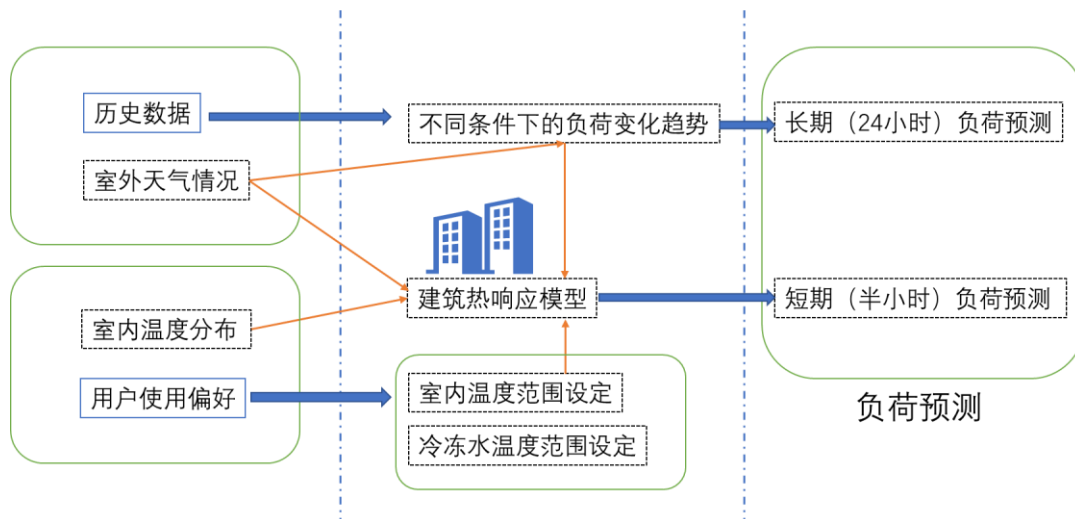 历史数据
室外天气情况
室内温度分布
用户使用偏好
不同条件下的负荷变化趋势
建筑热响应模型
室内温度范围设定
冷冻水温度范围设定
长期（24小时）负荷预测
短期（半小时）负荷预测
负荷预测